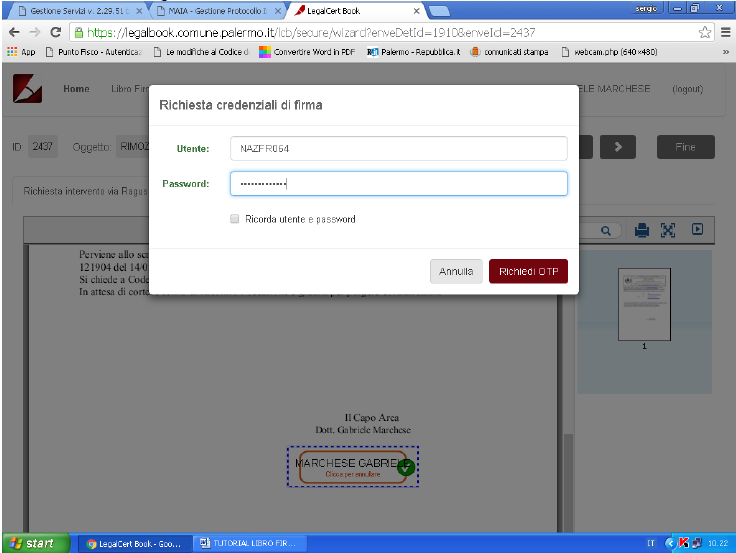 Gestione Servizi v. 2.29.51
MAIA - Gestione Protocollo
LegalCert Book
sergio
https://legalbook.comune.palermo.it/lcb/secure/wizard?enveDetId=1910&enveId=2437
App
Punto Fisco - Autentica
Le modifiche al Codice d
Convertire Word in PDF
Palermo - Repubblica.it
comunicati stampa
webcam.php (640×480)
»
Home
Libro Fir
ELE MARCHESE
(logout)
Richiesta credenziali di firma
ID:
2437
Oggetto:
RIMOZ
Fine
Utente:
NAZFR064
Password:
•••••••••••••
Richiesta intervento via Ragus
Ricorda utente e password
Annulla
Richiedi OTP
Perviene allo sc
121904 del 14/0
Si chiede a Code
In attesa di cort
1
Il Capo Area
Dott. Gabriele Marchese
MARCHESE GABRIELE
Clicca per annullare
start
LegalCert Book - Goo...
TUTORIAL LIBRO FIR...
IT
10.22